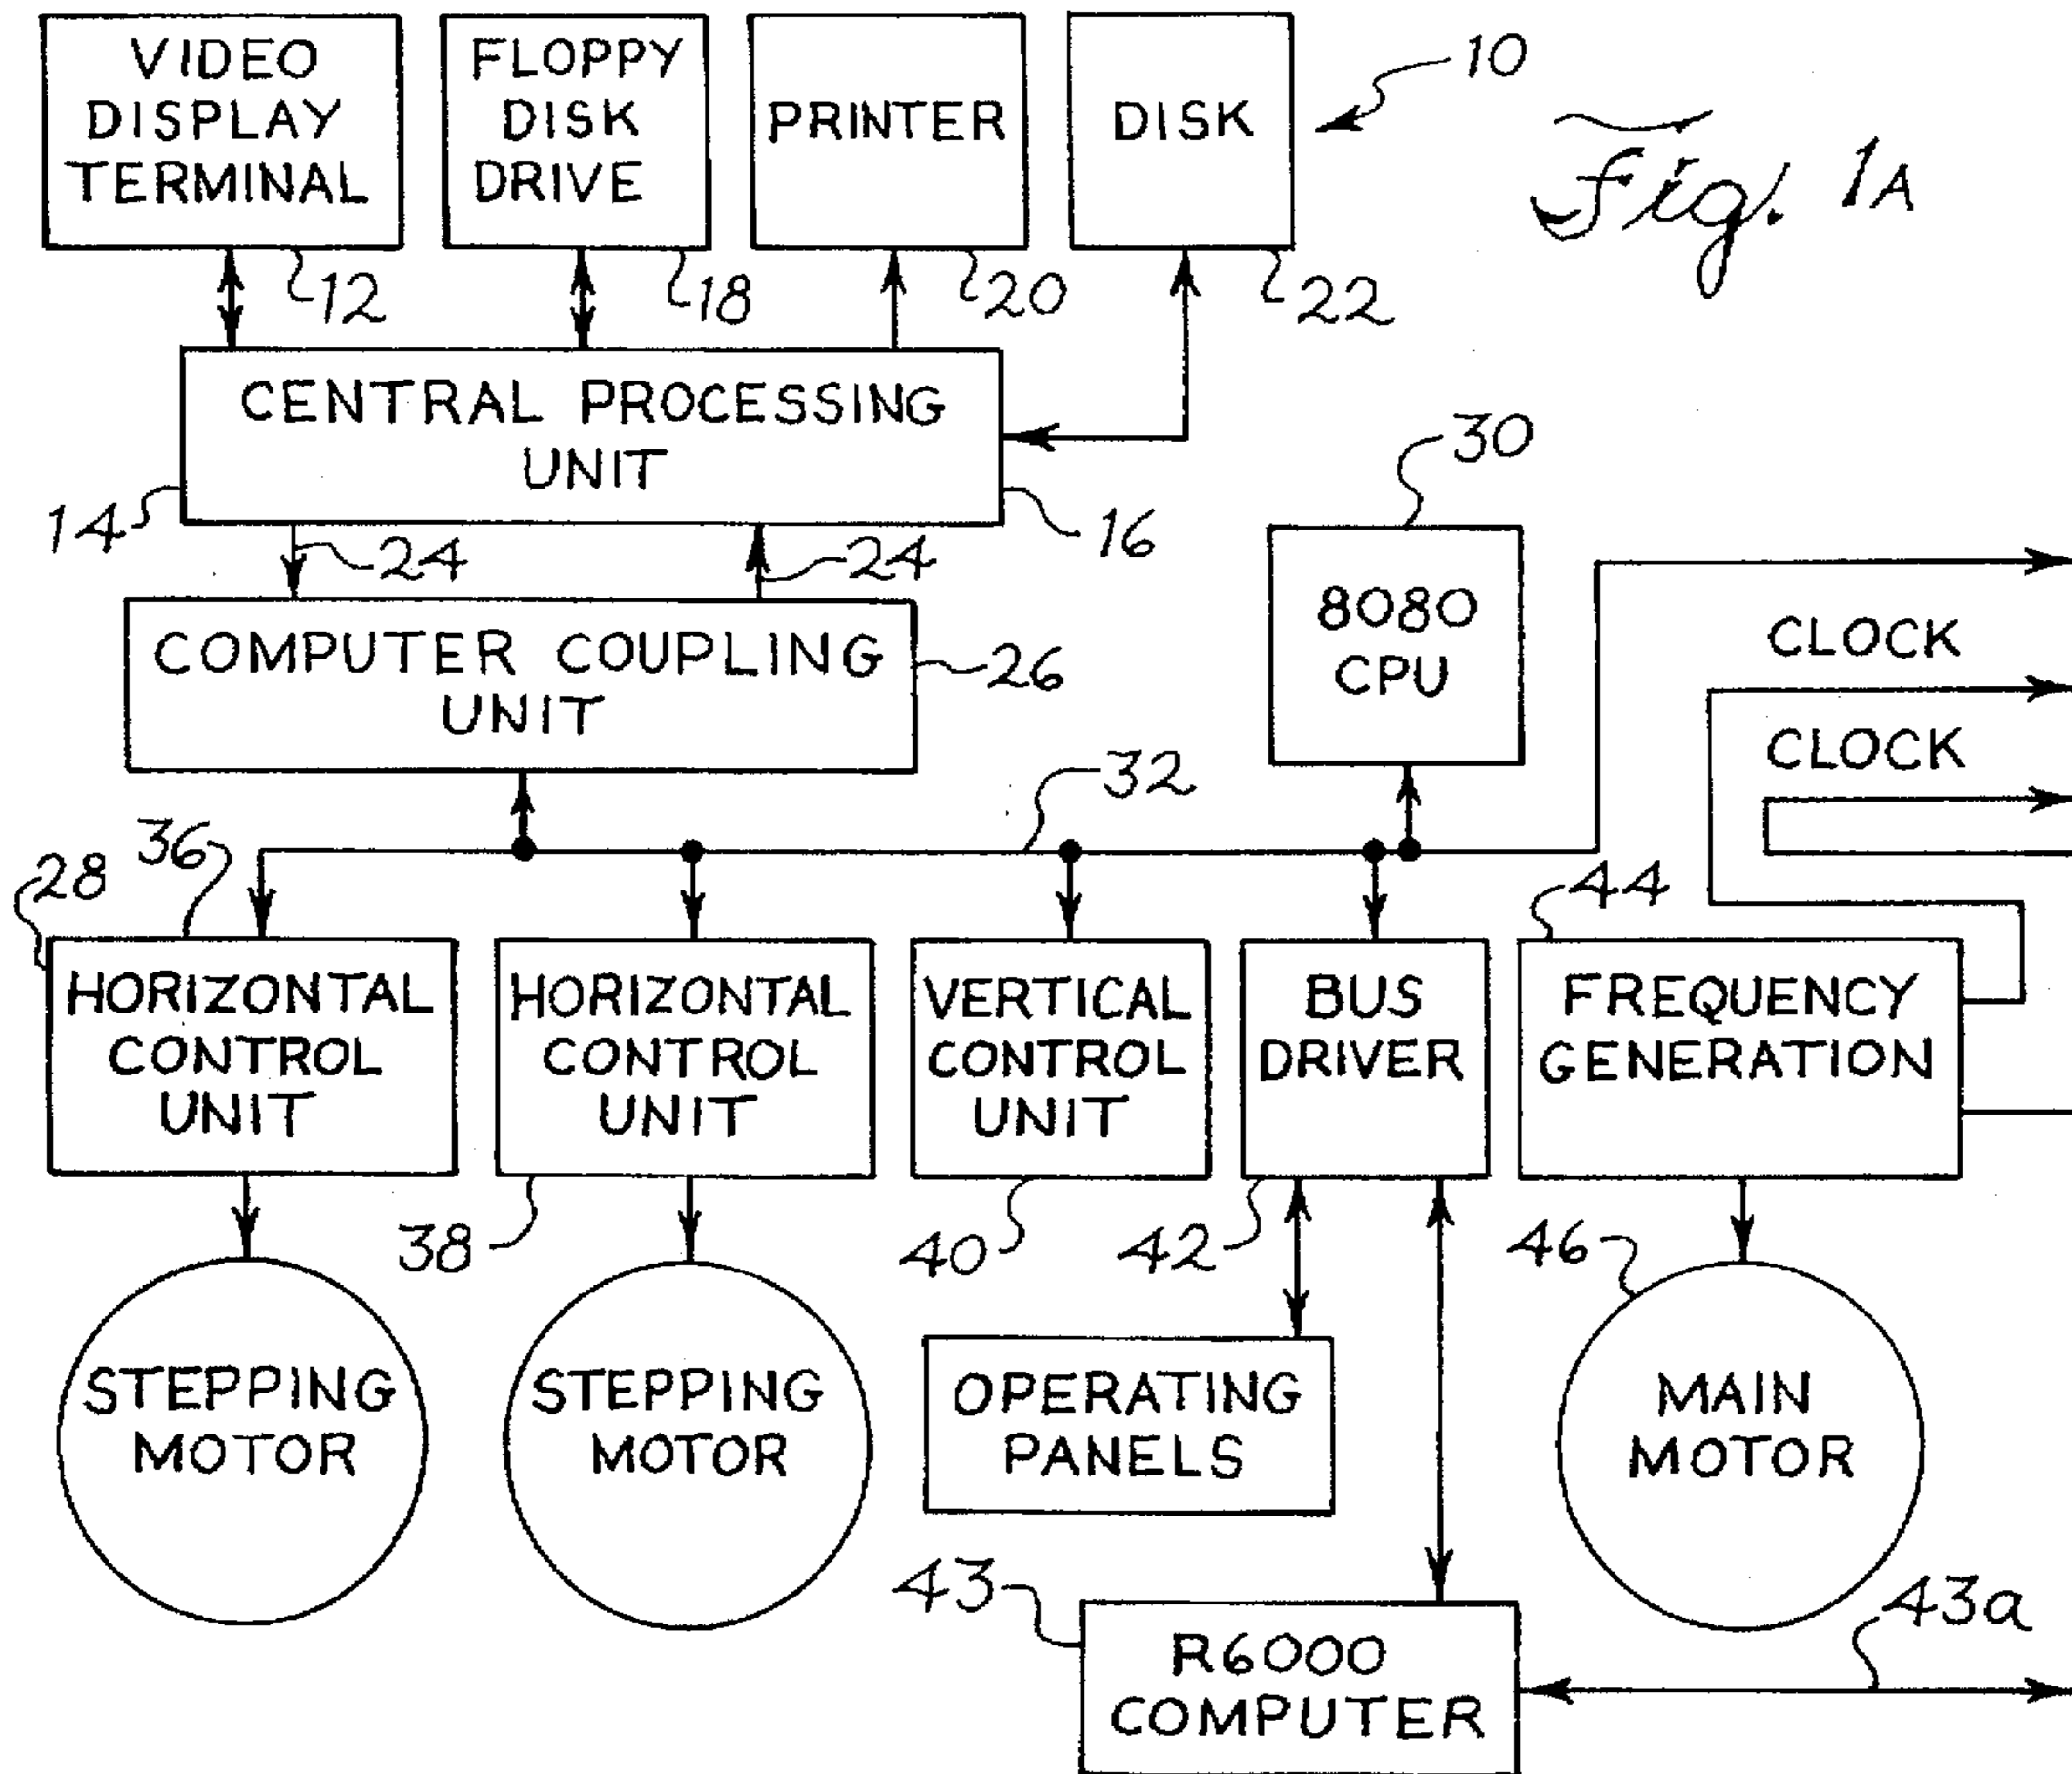 VIDEO
DISPLAY
TERMINAL
FLOPPY
DISK
DRIVE
PRINTER
DISK
10
Fig. 1A
12
18
20
22
CENTRAL PROCESSING
UNIT
14
16
24
24
30
COMPUTER COUPLING
UNIT
26
8080
CPU
CLOCK
CLOCK
32
36
28
44
HORIZONTAL
CONTROL
UNIT
HORIZONTAL
CONTROL
UNIT
VERTICAL
CONTROL
UNIT
BUS
DRIVER
FREQUENCY
GENERATION
38
40
42
46
STEPPING
MOTOR
STEPPING
MOTOR
OPERATING
PANELS
MAIN
MOTOR
43
43a
R6000
COMPUTER